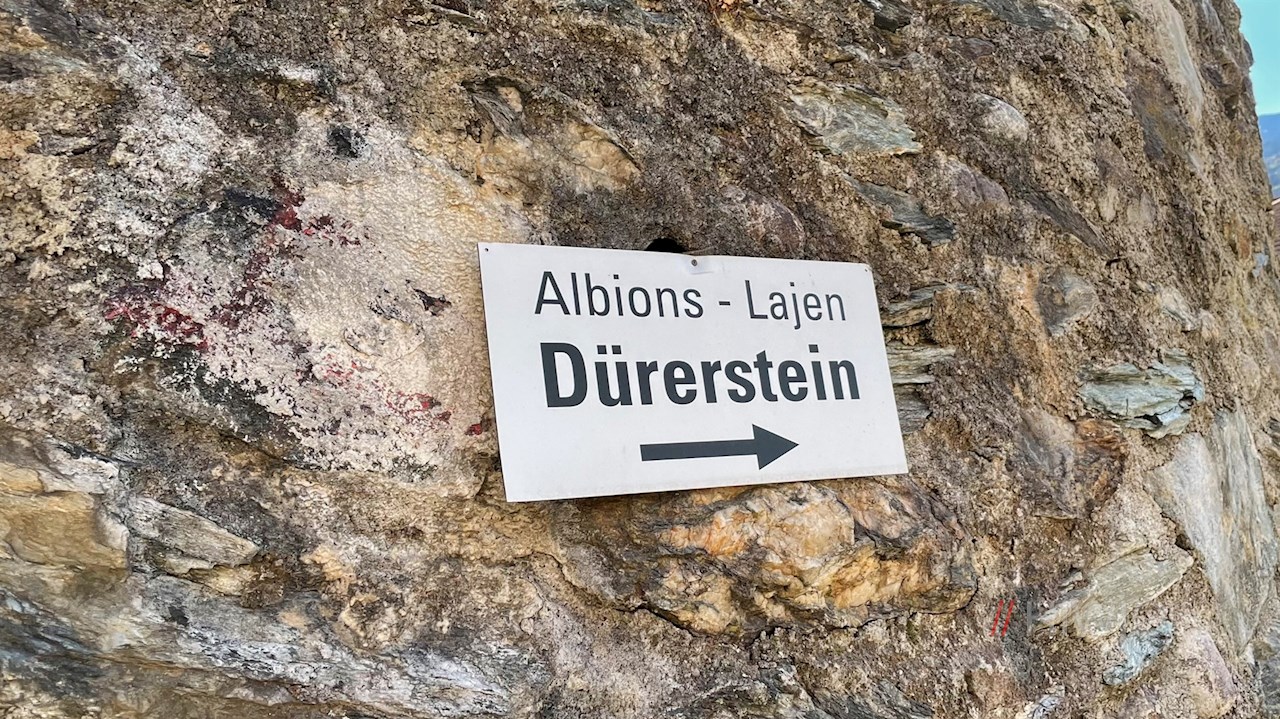 Albions - Lajen
Dürerstein